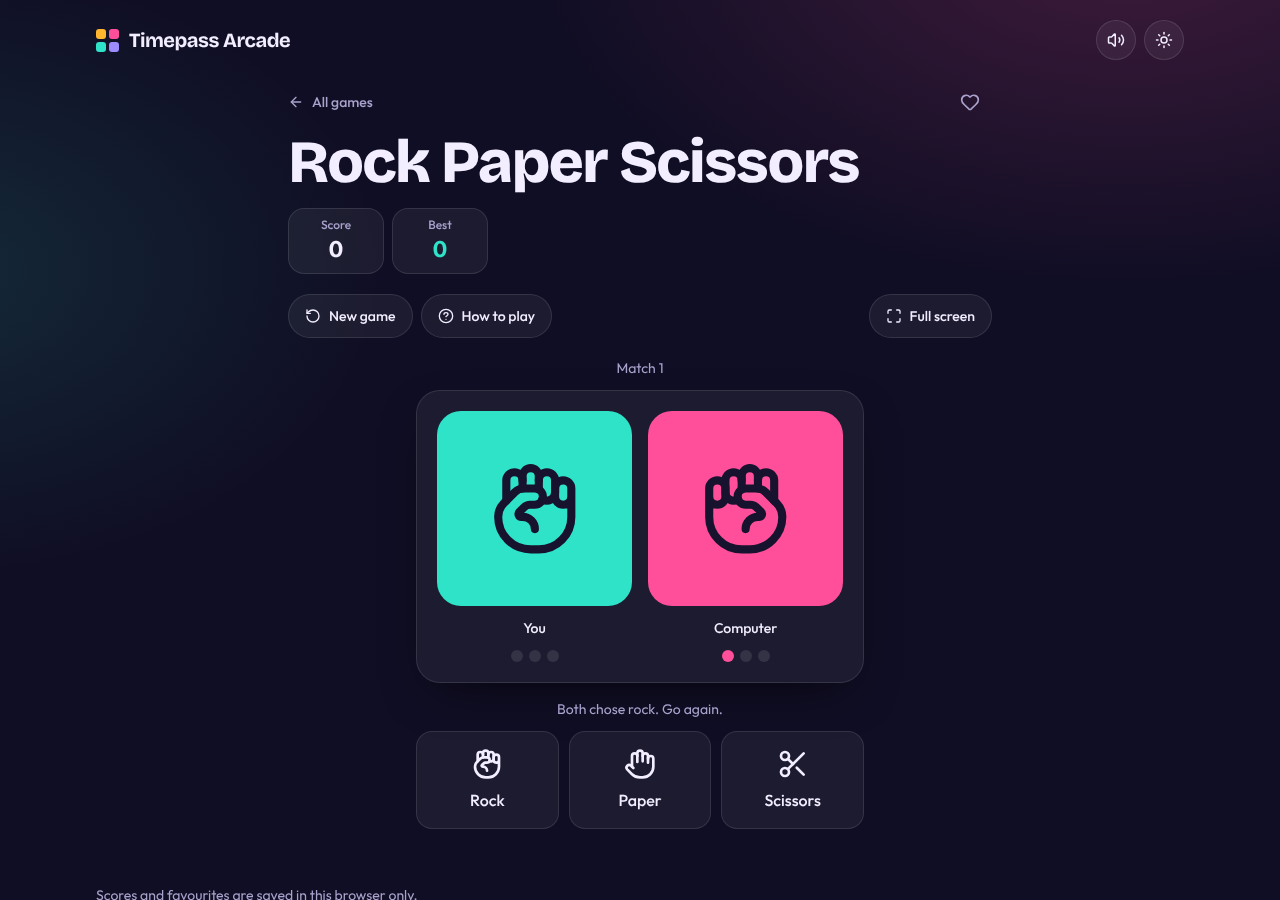 Timepass Arcade
All games
Rock Paper Scissors
Score
0
Best
0
New game
How to play
Full screen
Match 1
You
Computer
Both chose rock. Go again.
Rock
Paper
Scissors
Scores and favourites are saved in this browser only.